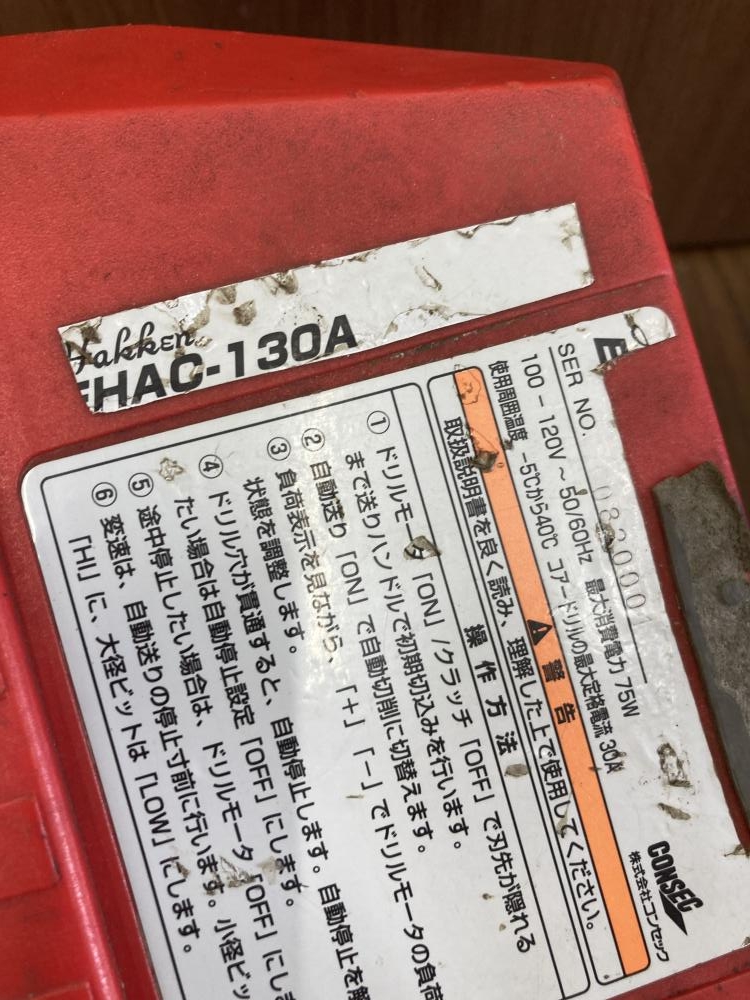 Hakken
HAC-130A
SER NO.
100-120V～50/60Hz 最大消費電力 75W
使用周囲温度 -5℃から40℃ コアードリルの最大定格電流 30A
CONSEC
株式会社コンセック
警告
取扱説明書を良く読み、理解した上で使用してください。
操作方法
① ドリルモータ「ON」/クラッチ「OFF」で刃先が隠れる
まで送りハンドルで初期切込みを行います。
② 自動送り「ON」で自動切削に切替えます。
③ 負荷表示を見ながら、「＋」「－」でドリルモータの負荷
状態を調整します。
④ ドリル穴が貫通すると、自動停止します。自動停止を解
たい場合は自動停止設定「OFF」にします。
⑤ 途中停止したい場合は、ドリルモータ「OFF」にしま
⑥ 変速は、自動送りの停止寸前に行います。小径ビッ
「HI」に、大径ビットは「LOW」にします。